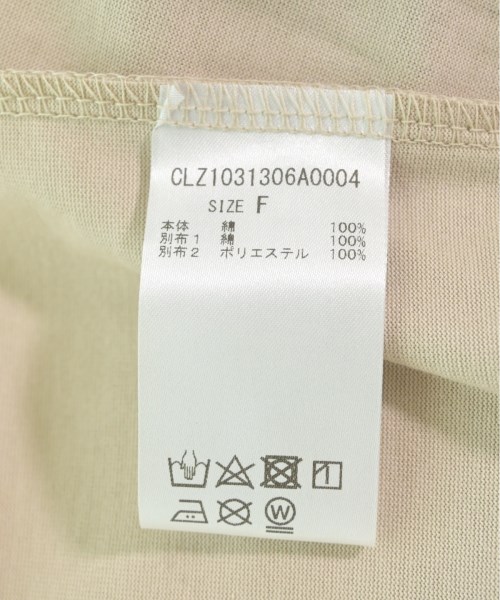 CLZ1031306A0004
SIZE F
本体 綿 100%
別布1 綿 100%
別布2 ポリエステル 100%
W